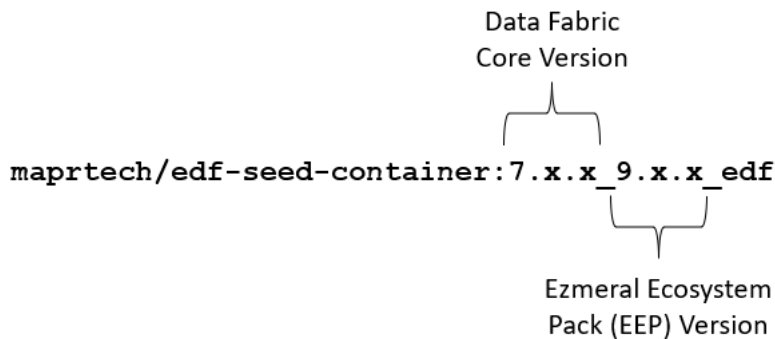 Data Fabric
Core Version
maprtech/edf-seed-container:7.x.x_9.x.x_edf
Ezmeral Ecosystem
Pack (EEP) Version